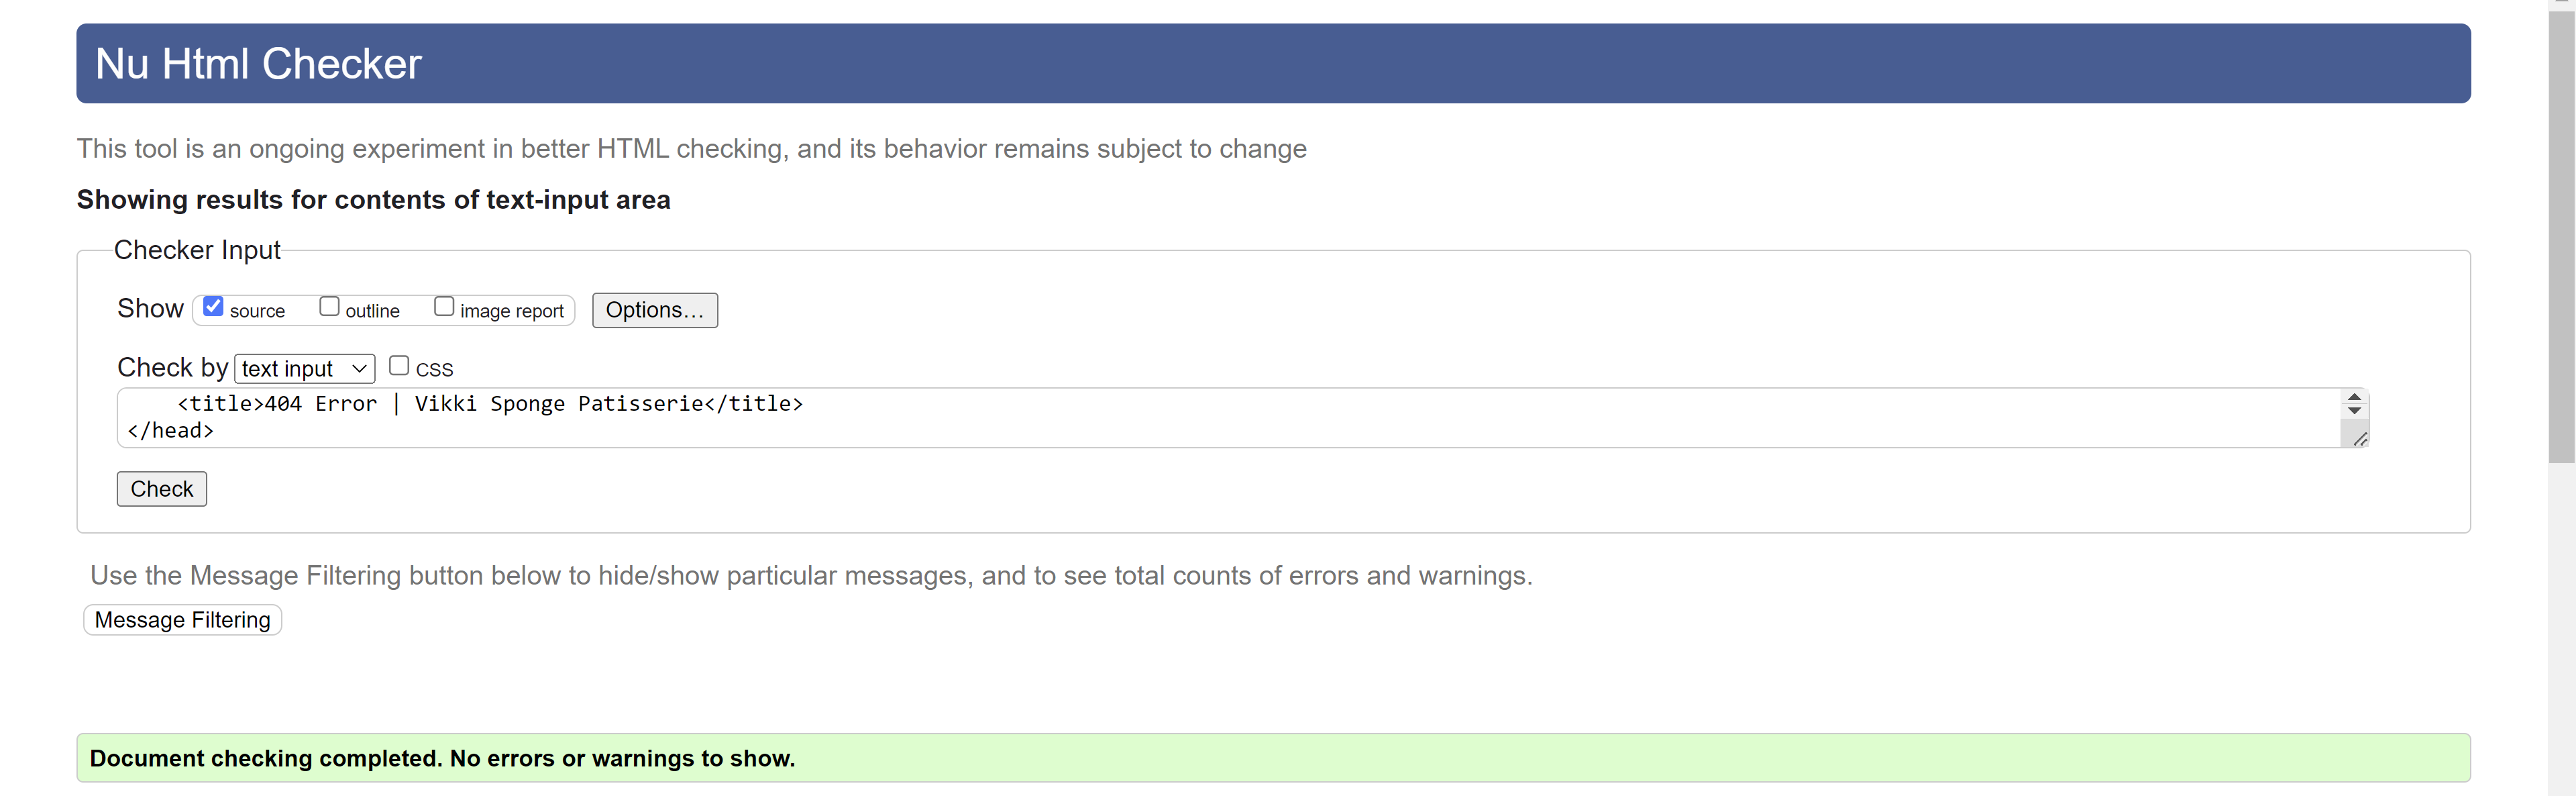 Nu Html Checker
This tool is an ongoing experiment in better HTML checking, and its behavior remains subject to change
Showing results for contents of text-input area
Checker Input
Show source outline image report Options…
Check by text input CSS
<title>404 Error | Vikki Sponge Patisserie</title>
</head>
Check
Use the Message Filtering button below to hide/show particular messages, and to see total counts of errors and warnings.
Message Filtering
Document checking completed. No errors or warnings to show.